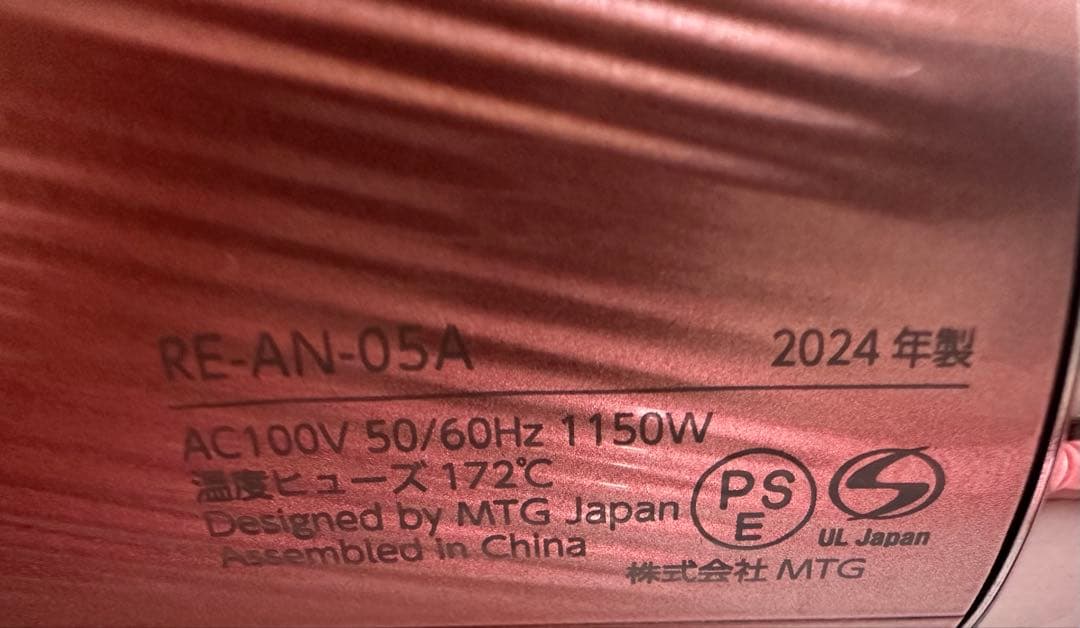 RE-AN-05A 2024年製
AC100V 50/60Hz 1150W
温度ヒューズ 172℃
Designed by MTG Japan
Assembled in China
PSE
S
UL Japan
株式会社 MTG